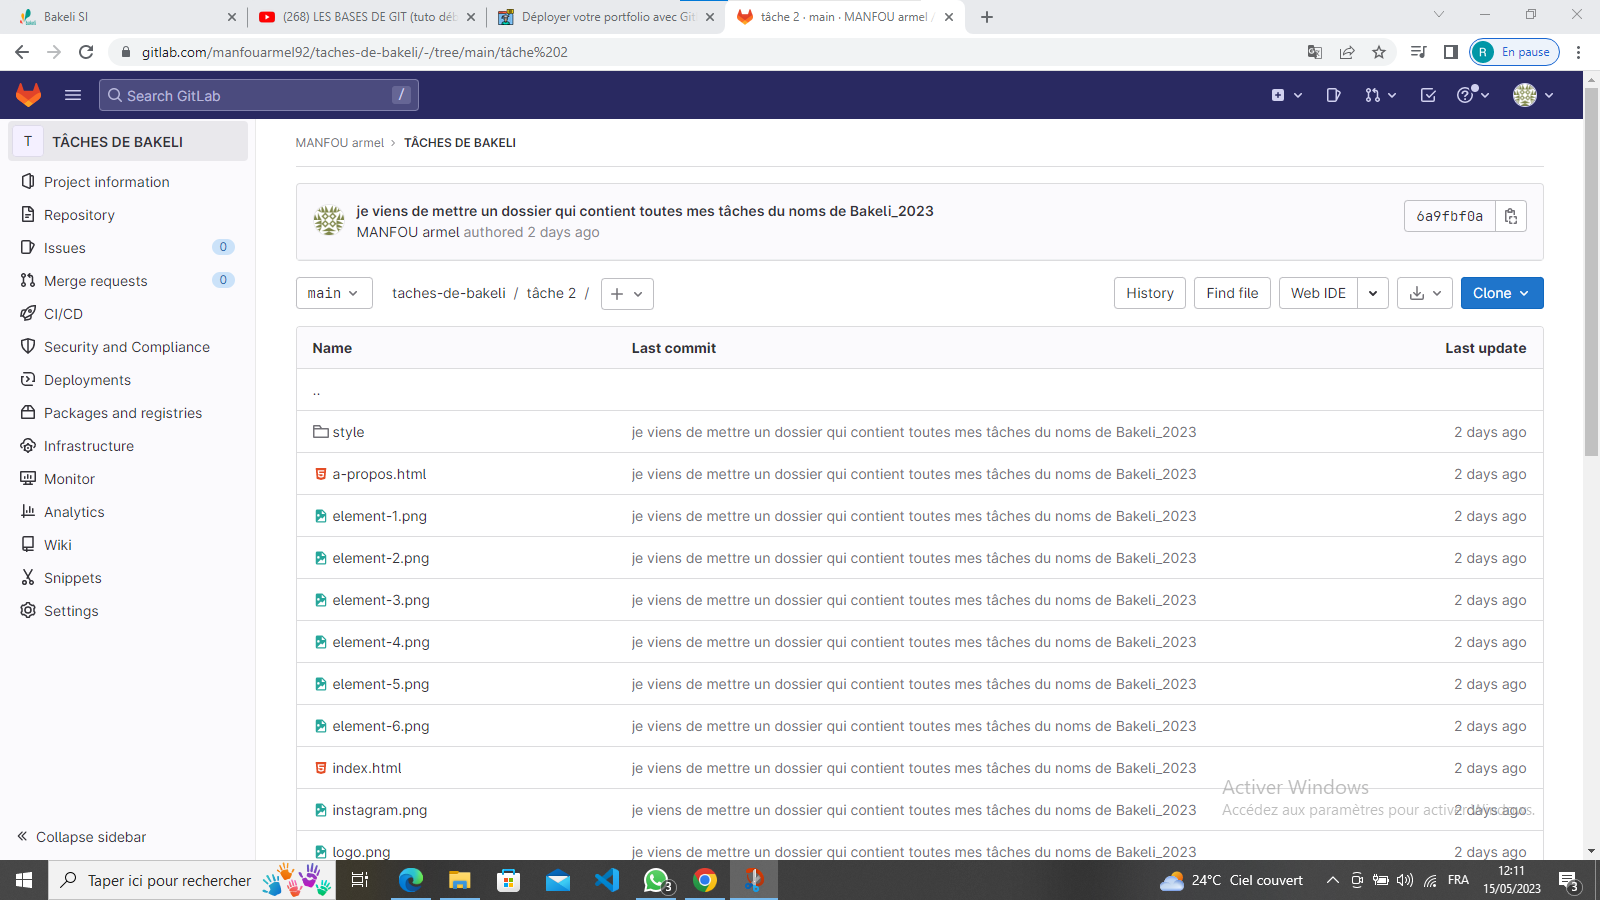 Bakeli SI
(268) LES BASES DE GIT (tuto déb
Déployer votre portfolio avec Git
tâche 2 · main · MANFOU armel /
gitlab.com/manfouarmel92/taches-de-bakeli/-/tree/main/tâche%202
R En pause
Search GitLab /
T TÂCHES DE BAKELI
Project information
Repository
Issues 0
Merge requests 0
CI/CD
Security and Compliance
Deployments
Packages and registries
Infrastructure
Monitor
Analytics
Wiki
Snippets
Settings
Collapse sidebar
MANFOU armel > TÂCHES DE BAKELI
je viens de mettre un dossier qui contient toutes mes tâches du noms de Bakeli_2023
MANFOU armel authored 2 days ago
6a9fbf0a
main taches-de-bakeli / tâche 2 / +
History Find file Web IDE Clone
Name Last commit Last update
..
style je viens de mettre un dossier qui contient toutes mes tâches du noms de Bakeli_2023 2 days ago
a-propos.html je viens de mettre un dossier qui contient toutes mes tâches du noms de Bakeli_2023 2 days ago
element-1.png je viens de mettre un dossier qui contient toutes mes tâches du noms de Bakeli_2023 2 days ago
element-2.png je viens de mettre un dossier qui contient toutes mes tâches du noms de Bakeli_2023 2 days ago
element-3.png je viens de mettre un dossier qui contient toutes mes tâches du noms de Bakeli_2023 2 days ago
element-4.png je viens de mettre un dossier qui contient toutes mes tâches du noms de Bakeli_2023 2 days ago
element-5.png je viens de mettre un dossier qui contient toutes mes tâches du noms de Bakeli_2023 2 days ago
element-6.png je viens de mettre un dossier qui contient toutes mes tâches du noms de Bakeli_2023 2 days ago
index.html je viens de mettre un dossier qui contient toutes mes tâches du noms de Bakeli_2023 2 days ago
instagram.png je viens de mettre un dossier qui contient toutes mes tâches du noms de Bakeli_2023 2 days ago
logo.png je viens de mettre un dossier qui contient toutes mes tâches du noms de Bakeli_2023 2 days ago
Activer Windows
Accédez aux paramètres pour activer Windows.
Taper ici pour rechercher
3
24°C Ciel couvert
FRA
12:11
15/05/2023
3